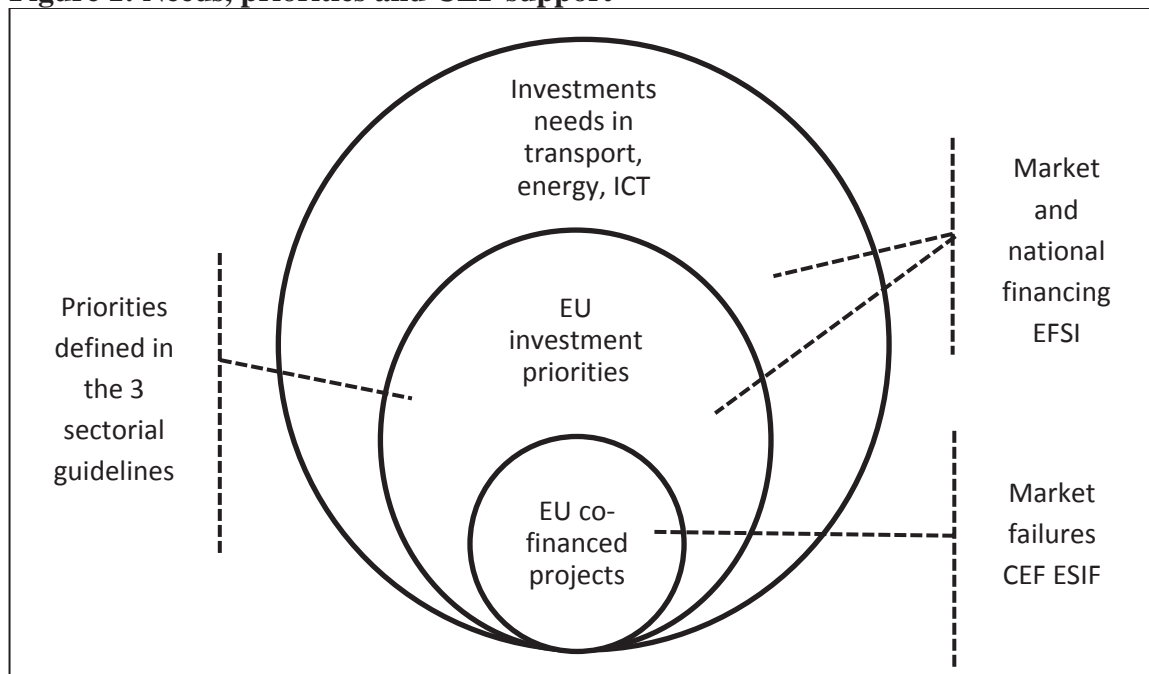 Figure Needs, priorities and CEF support
Investments
needs in
transport,
energy, ICT
Market
and
national
financing
EFSI
Priorities
defined in
the 3
sectorial
guidelines
EU
investment
priorities
EU co-
financed
projects
Market
failures
CEF ESIF